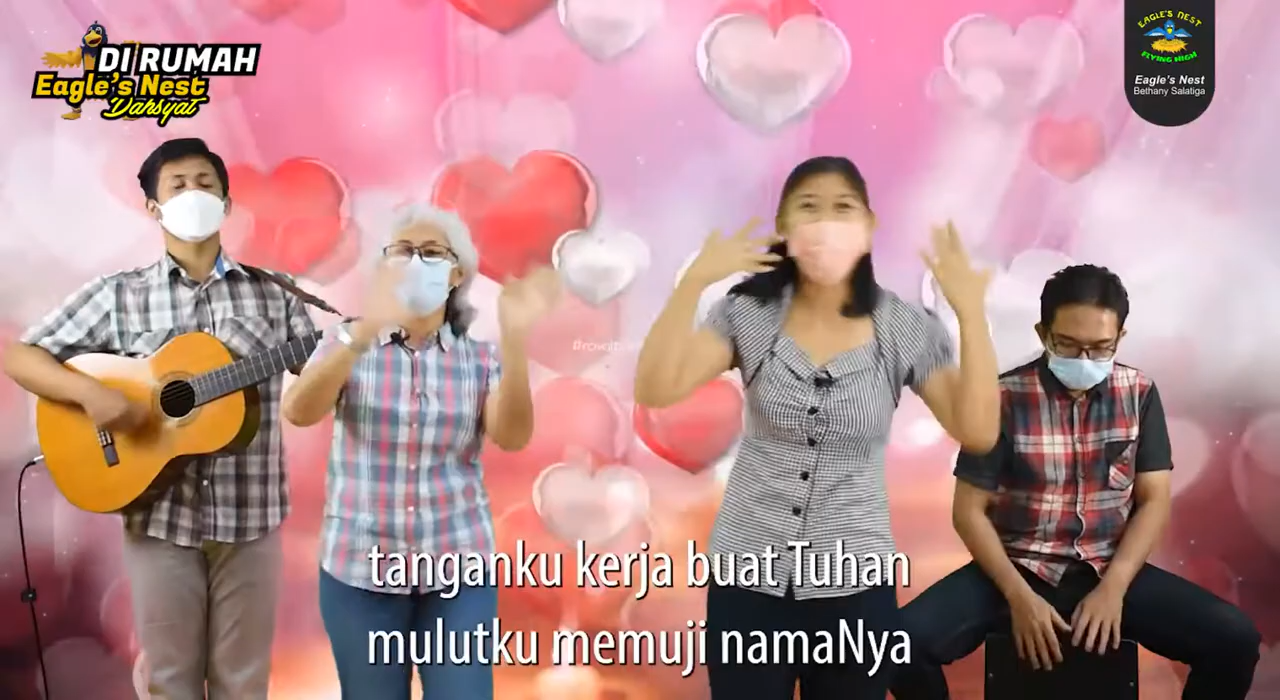 DI RUMAH
Eagle's Nest
Dahsyat
EAGLE'S NEST
FLYING HIGH
Eagle's Nest
Bethany Salatiga
tanganku kerja buat Tuhan
mulutku memuji namaNya